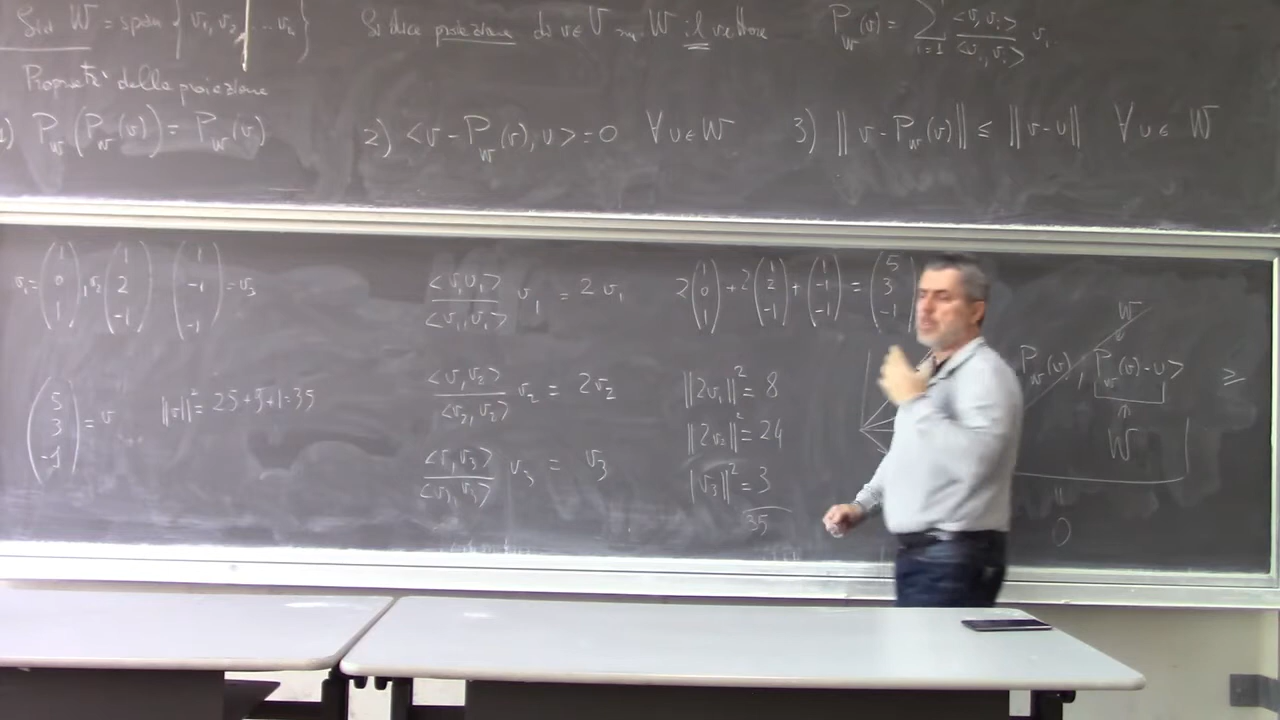 Sia W = span { v₁, v₂, ... vₙ } Si dice proiezione di v ∈ V su W il vettore P_W(v) = Σ_{i=1} <v, vᵢ> / <vᵢ, vᵢ> vᵢ
Proprietà della proiezione
1) P_W(P_W(v)) = P_W(v) 2) <v - P_W(v), u> = 0 ∀ u ∈ W 3) ||v - P_W(v)|| ≤ ||v - u|| ∀ u ∈ W
v₁ = (1 0 1), v₂ (1 2 -1) (1 -1 -1) = v₃
(5 3 -1) = v ||v||² = 25+9+1=35
<v, v₁> / <v₁, v₁> v₁ = 2 v₁
<v, v₂> / <v₂, v₂> v₂ = 2v₂
<v, v₃> / <v₃, v₃> v₃ = v₃
2 (1 0 1) + 2 (1 2 -1) + (1 -1 -1) = (5 3 -1)
||2v₁||² = 8
||2v₂||² = 24
||v₃||² = 3
35
W
P_W(v), P_W(v) - u> ≥
↑
W
||
0